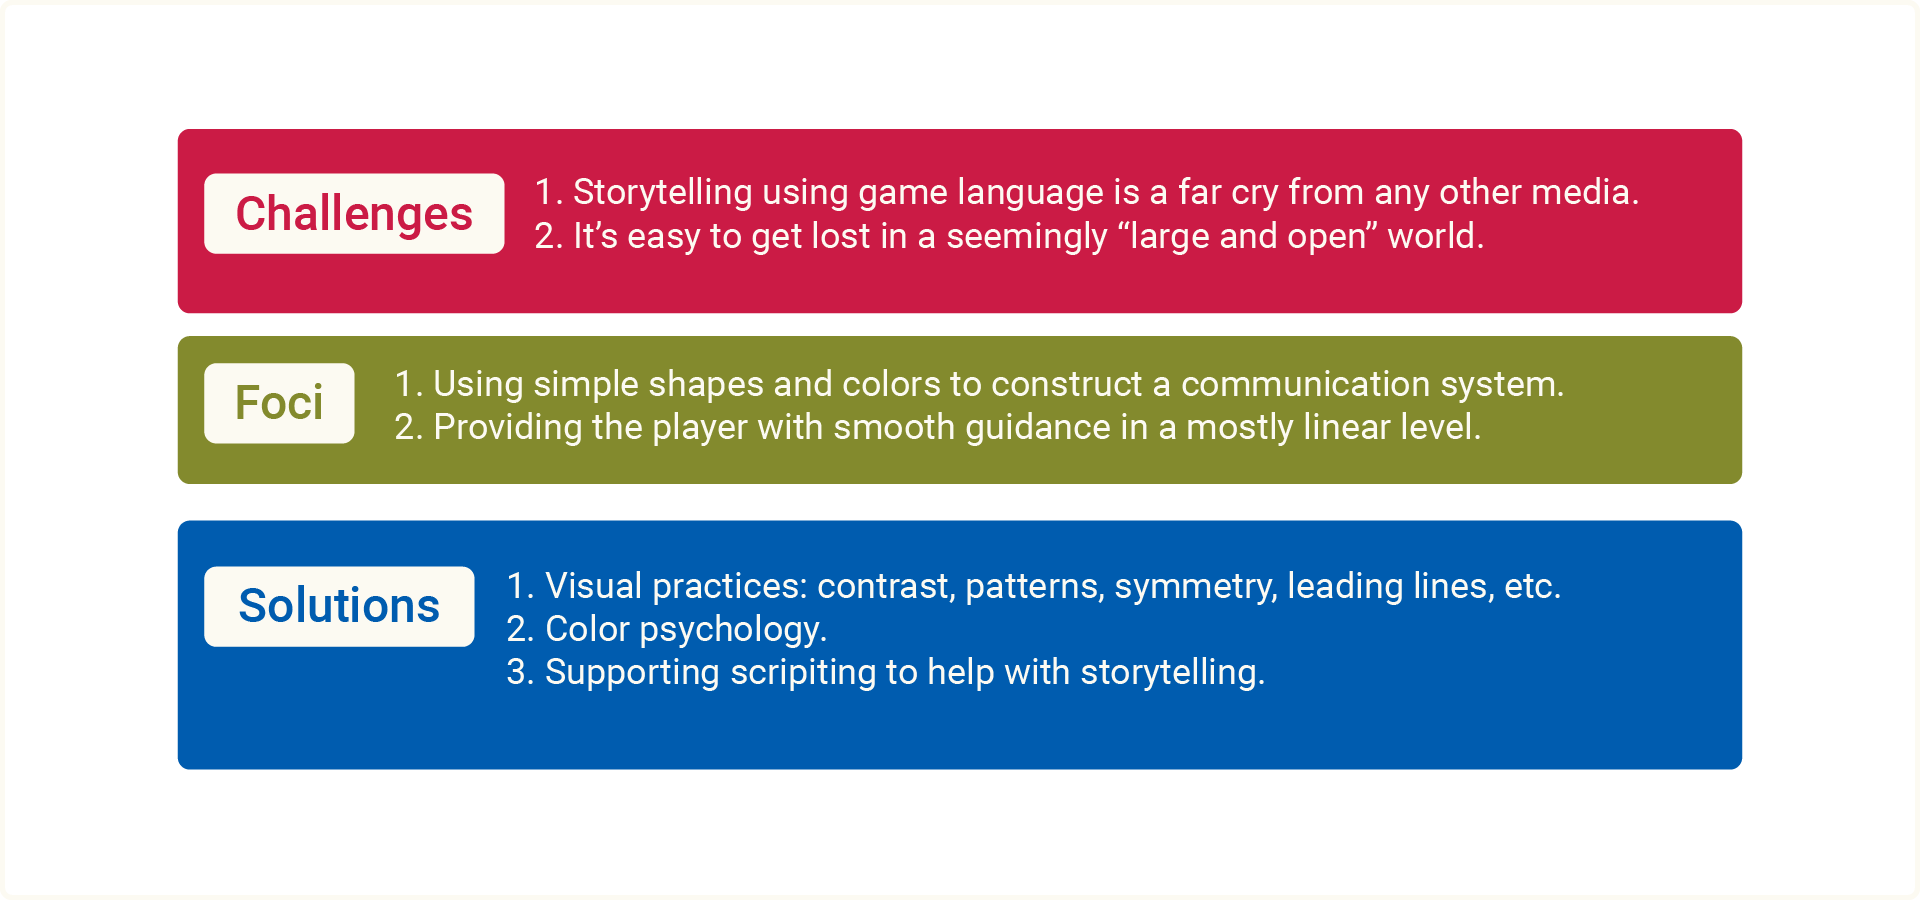 Challenges
1. Storytelling using game language is a far cry from any other media.
2. It’s easy to get lost in a seemingly “large and open” world.
Foci
1. Using simple shapes and colors to construct a communication system.
2. Providing the player with smooth guidance in a mostly linear level.
Solutions
1. Visual practices: contrast, patterns, symmetry, leading lines, etc.
2. Color psychology.
3. Supporting scripiting to help with storytelling.